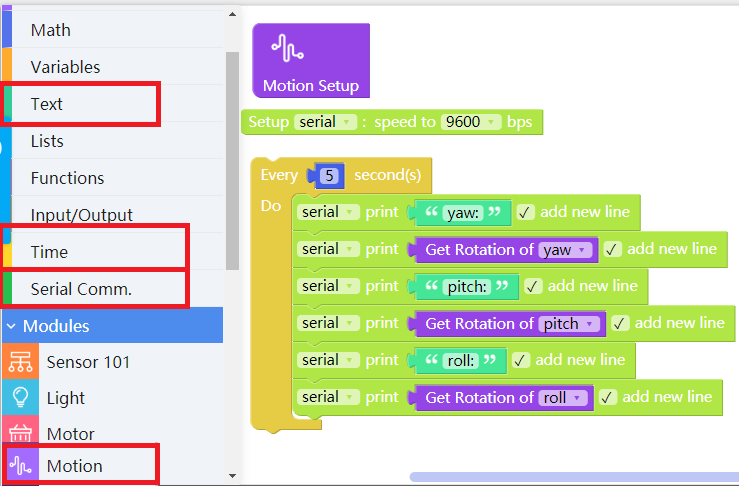 Math
Variables
Text
Lists
Functions
Input/Output
Time
Serial Comm.
Modules
Sensor 101
Light
Motor
Motion
Motion Setup
Setup serial : speed to 9600 bps
Every 5 second(s)
Do
serial print “ yaw: ” ✓ add new line
serial print Get Rotation of yaw ✓ add new line
serial print “ pitch: ” ✓ add new line
serial print Get Rotation of pitch ✓ add new line
serial print “ roll: ” ✓ add new line
serial print Get Rotation of roll ✓ add new line